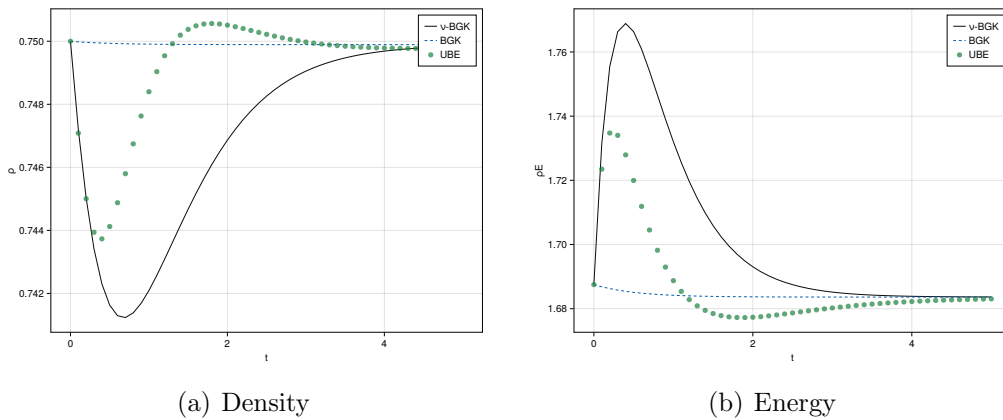 0.750
0.748
0.746
0.744
0.742
ρ
0
2
4
t
ν-BGK
BGK
UBE
(a) Density
1.76
1.74
1.72
1.70
1.68
ρE
0
2
4
t
ν-BGK
BGK
UBE
(b) Energy